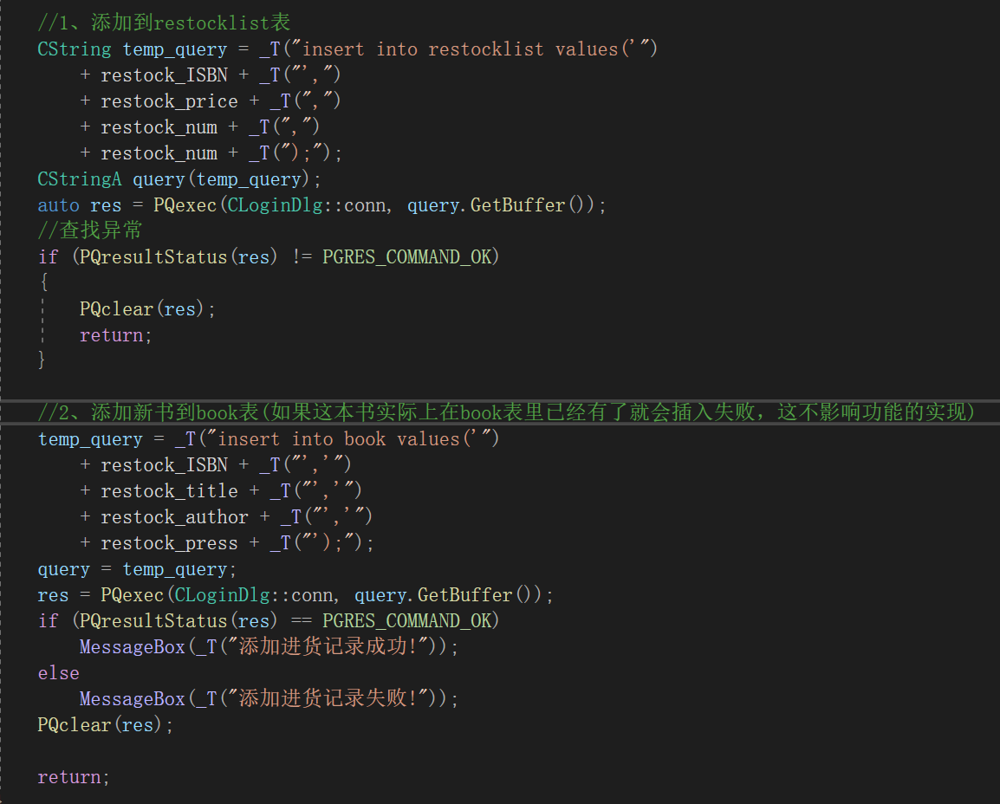 //1、添加到restocklist表
CString temp_query = _T("insert into restocklist values('")
+ restock_ISBN + _T("',")
+ restock_price + _T(",")
+ restock_num + _T(",")
+ restock_num + _T(");");
CStringA query(temp_query);
auto res = PQexec(CLoginDlg::conn, query.GetBuffer());
//查找异常
if (PQresultStatus(res) != PGRES_COMMAND_OK)
{
PQclear(res);
return;
}
//2、添加新书到book表(如果这本书实际上在book表里已经有了就会插入失败，这不影响功能的实现)
temp_query = _T("insert into book values('")
+ restock_ISBN + _T("','")
+ restock_title + _T("','")
+ restock_author + _T("','")
+ restock_press + _T("');");
query = temp_query;
res = PQexec(CLoginDlg::conn, query.GetBuffer());
if (PQresultStatus(res) == PGRES_COMMAND_OK)
MessageBox(_T("添加进货记录成功!"));
else
MessageBox(_T("添加进货记录失败!"));
PQclear(res);
return;